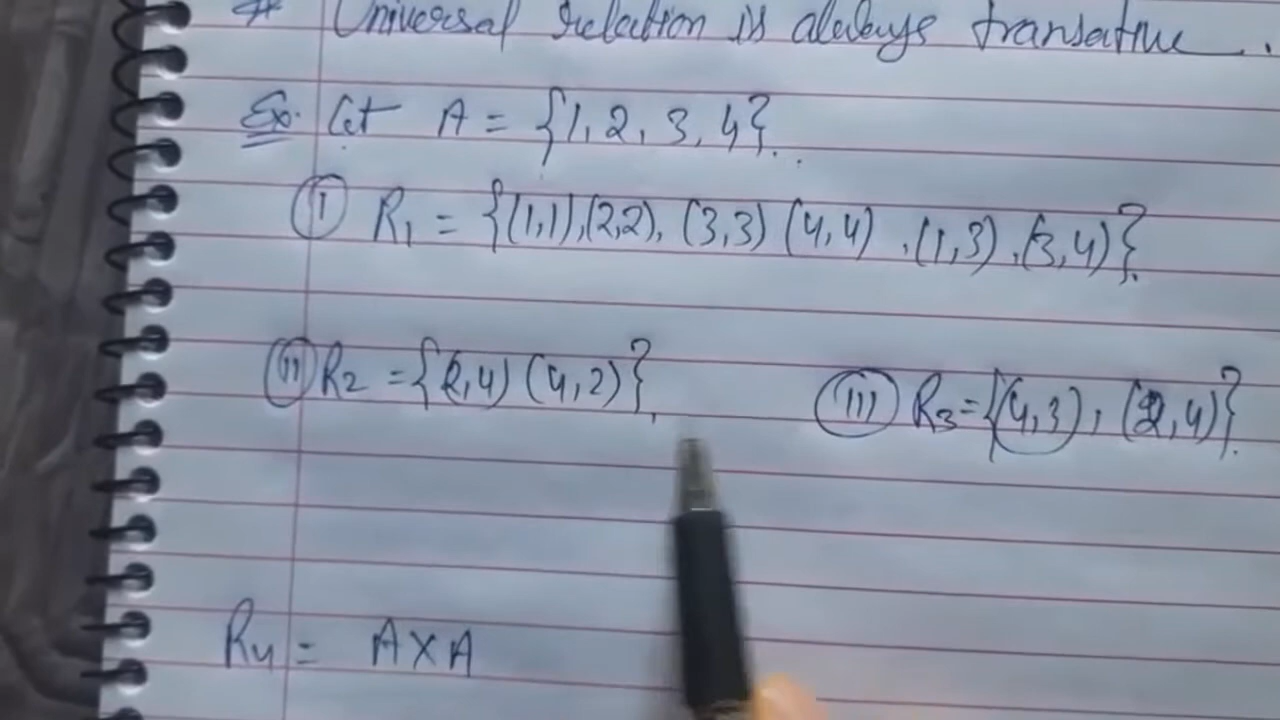 * Universal relation is always transative.
Ex. Let A = {1, 2, 3, 4}.
(i) R₁ = {(1,1),(2,2), (3,3) (4,4) ,(1,3) ,(3,4)}.
(ii) R₂ = {(2,4) (4,2)}. (iii) R₃ = {(4,3), (2,4)}.
R₄ = A×A